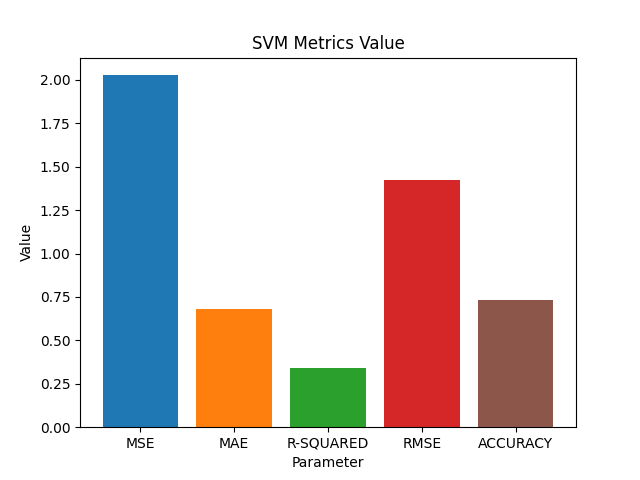 SVM Metrics Value
2.00
1.75
1.50
1.25
1.00
0.75
0.50
0.25
0.00
Value
MSE MAE R-SQUARED RMSE ACCURACY
Parameter